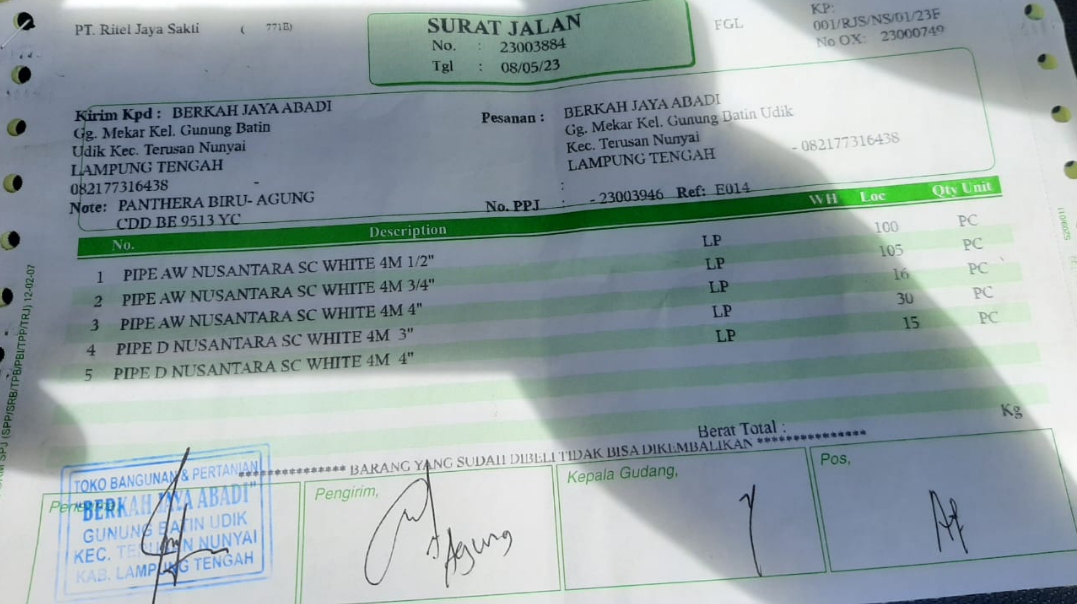 PT. Ritel Jaya Sakti ( 771B)
SURAT JALAN
No. : 23003884
Tgl : 08/05/23
FGL
KP:
001/RJS/NS/01/23F
No OX: 23000749
Kirim Kpd : BERKAH JAYA ABADI
Gg. Mekar Kel. Gunung Batin
Udik Kec. Terusan Nunyai
LAMPUNG TENGAH
082177316438 -
Note: PANTHERA BIRU- AGUNG
CDD BE 9513 YC
Pesanan : BERKAH JAYA ABADI
Gg. Mekar Kel. Gunung Batin Udik
Kec. Terusan Nunyai
LAMPUNG TENGAH - 082177316438
:
No. PPJ : - 23003946 Ref: E014
No. Description WH Loc Qty Unit
1 PIPE AW NUSANTARA SC WHITE 4M 1/2" LP 100 PC
2 PIPE AW NUSANTARA SC WHITE 4M 3/4" LP 105 PC
3 PIPE AW NUSANTARA SC WHITE 4M 4" LP 16 PC
4 PIPE D NUSANTARA SC WHITE 4M 3" LP 30 PC
5 PIPE D NUSANTARA SC WHITE 4M 4" LP 15 PC
Berat Total : Kg
*************** BARANG YANG SUDAH DIBELI TIDAK BISA DIKEMBALIKAN ***************
Pengirim,
Kepala Gudang,
Pos,
Agung
TOKO BANGUNAN & PERTANIAN
"BERKAH JAYA ABADI"
GUNUNG BATIN UDIK
KEC. TERUSAN NUNYAI
KAB. LAMPUNG TENGAH
SPJ (SPP/SRB/TPB/PBI/TPP/TRJ) 12-02-07